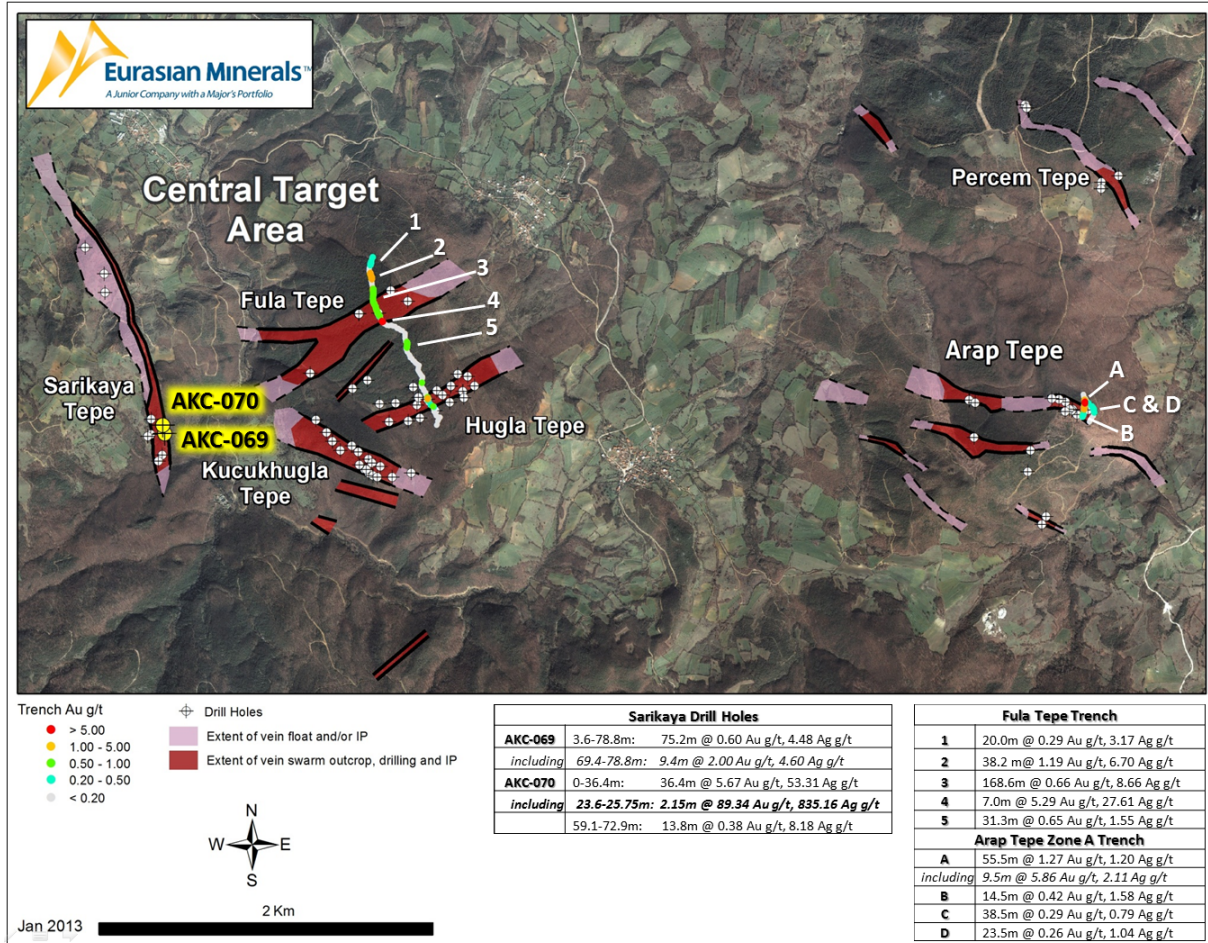 Eurasian Minerals™
A Junior Company with a Major's Portfolio
Central Target
Area
1
2
3
4
5
Fula Tepe
Sarikaya
Tepe
AKC-070
AKC-069
Kucukhugla
Tepe
Hugla Tepe
Percem Tepe
Arap Tepe
A
C & D
B
Trench Au g/t
> 5.00
1.00 - 5.00
0.50 - 1.00
0.20 - 0.50
< 0.20
Drill Holes
Extent of vein float and/or IP
Extent of vein swarm outcrop, drilling and IP
N
W E
S
Jan 2013
2 Km
Sarikaya Drill Holes
AKC-069 3.6-78.8m: 75.2m @ 0.60 Au g/t, 4.48 Ag g/t
including 69.4-78.8m: 9.4m @ 2.00 Au g/t, 4.60 Ag g/t
AKC-070 0-36.4m: 36.4m @ 5.67 Au g/t, 53.31 Ag g/t
including 23.6-25.75m: 2.15m @ 89.34 Au g/t, 835.16 Ag g/t
59.1-72.9m: 13.8m @ 0.38 Au g/t, 8.18 Ag g/t
Fula Tepe Trench
1 20.0m @ 0.29 Au g/t, 3.17 Ag g/t
2 38.2 m @ 1.19 Au g/t, 6.70 Ag g/t
3 168.6m @ 0.66 Au g/t, 8.66 Ag g/t
4 7.0m @ 5.29 Au g/t, 27.61 Ag g/t
5 31.3m @ 0.65 Au g/t, 1.55 Ag g/t
Arap Tepe Zone A Trench
A 55.5m @ 1.27 Au g/t, 1.20 Ag g/t
including 9.5m @ 5.86 Au g/t, 2.11 Ag g/t
B 14.5m @ 0.42 Au g/t, 1.58 Ag g/t
C 38.5m @ 0.29 Au g/t, 0.79 Ag g/t
D 23.5m @ 0.26 Au g/t, 1.04 Ag g/t